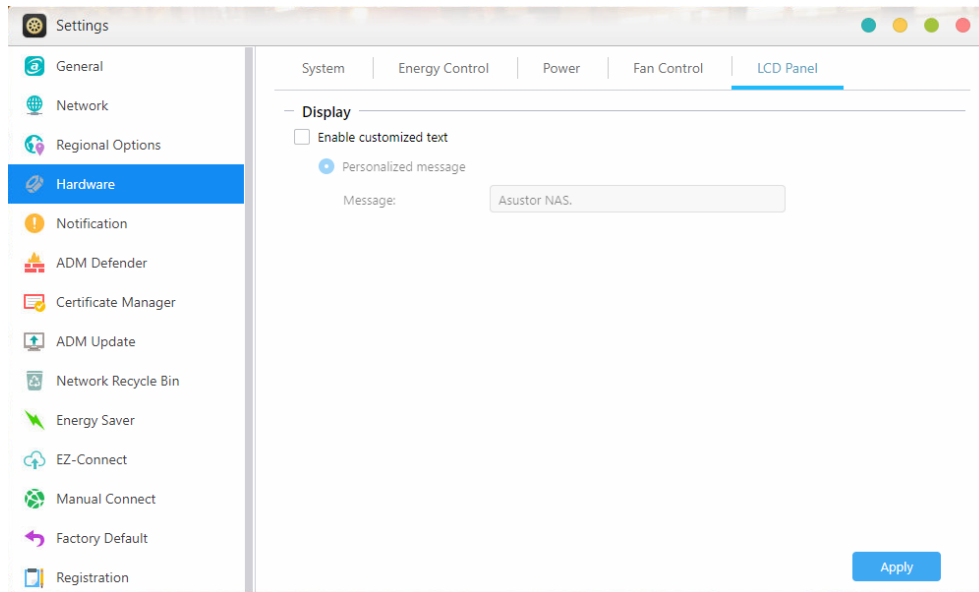 Settings
General
Network
Regional Options
Hardware
Notification
ADM Defender
Certificate Manager
ADM Update
Network Recycle Bin
Energy Saver
EZ-Connect
Manual Connect
Factory Default
Registration
System
Energy Control
Power
Fan Control
LCD Panel
Display
Enable customized text
Personalized message
Message:
Asustor NAS.
Apply